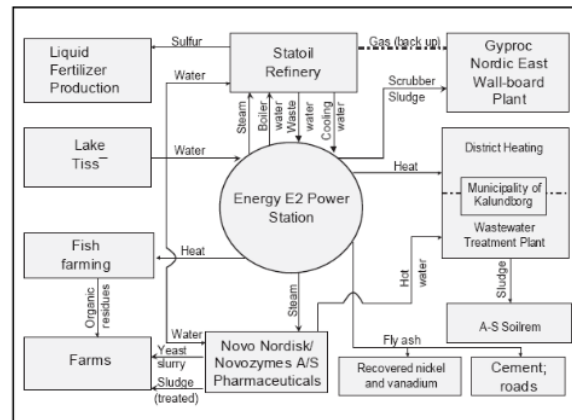 Liquid
Fertilizer
Production
Sulfur
Statoil
Refinery
Gas (back up)
Gyproc
Nordic East
Wall-board
Plant
Water
Scrubber
Sludge
Steam
Boiler
water
Waste
water
Cooling
water
Lake
Tiss¯
Water
Energy E2 Power
Station
Heat
District Heating
Municipality of
Kalundborg
Wastewater
Treatment Plant
Fish
farming
Heat
Organic
residues
Steam
Hot
water
Sludge
A-S Soilrem
Farms
Water
Yeast
slurry
Sludge
(treated)
Novo Nordisk/
Novozymes A/S
Pharmaceuticals
Fly ash
Recovered nickel
and vanadium
Cement;
roads